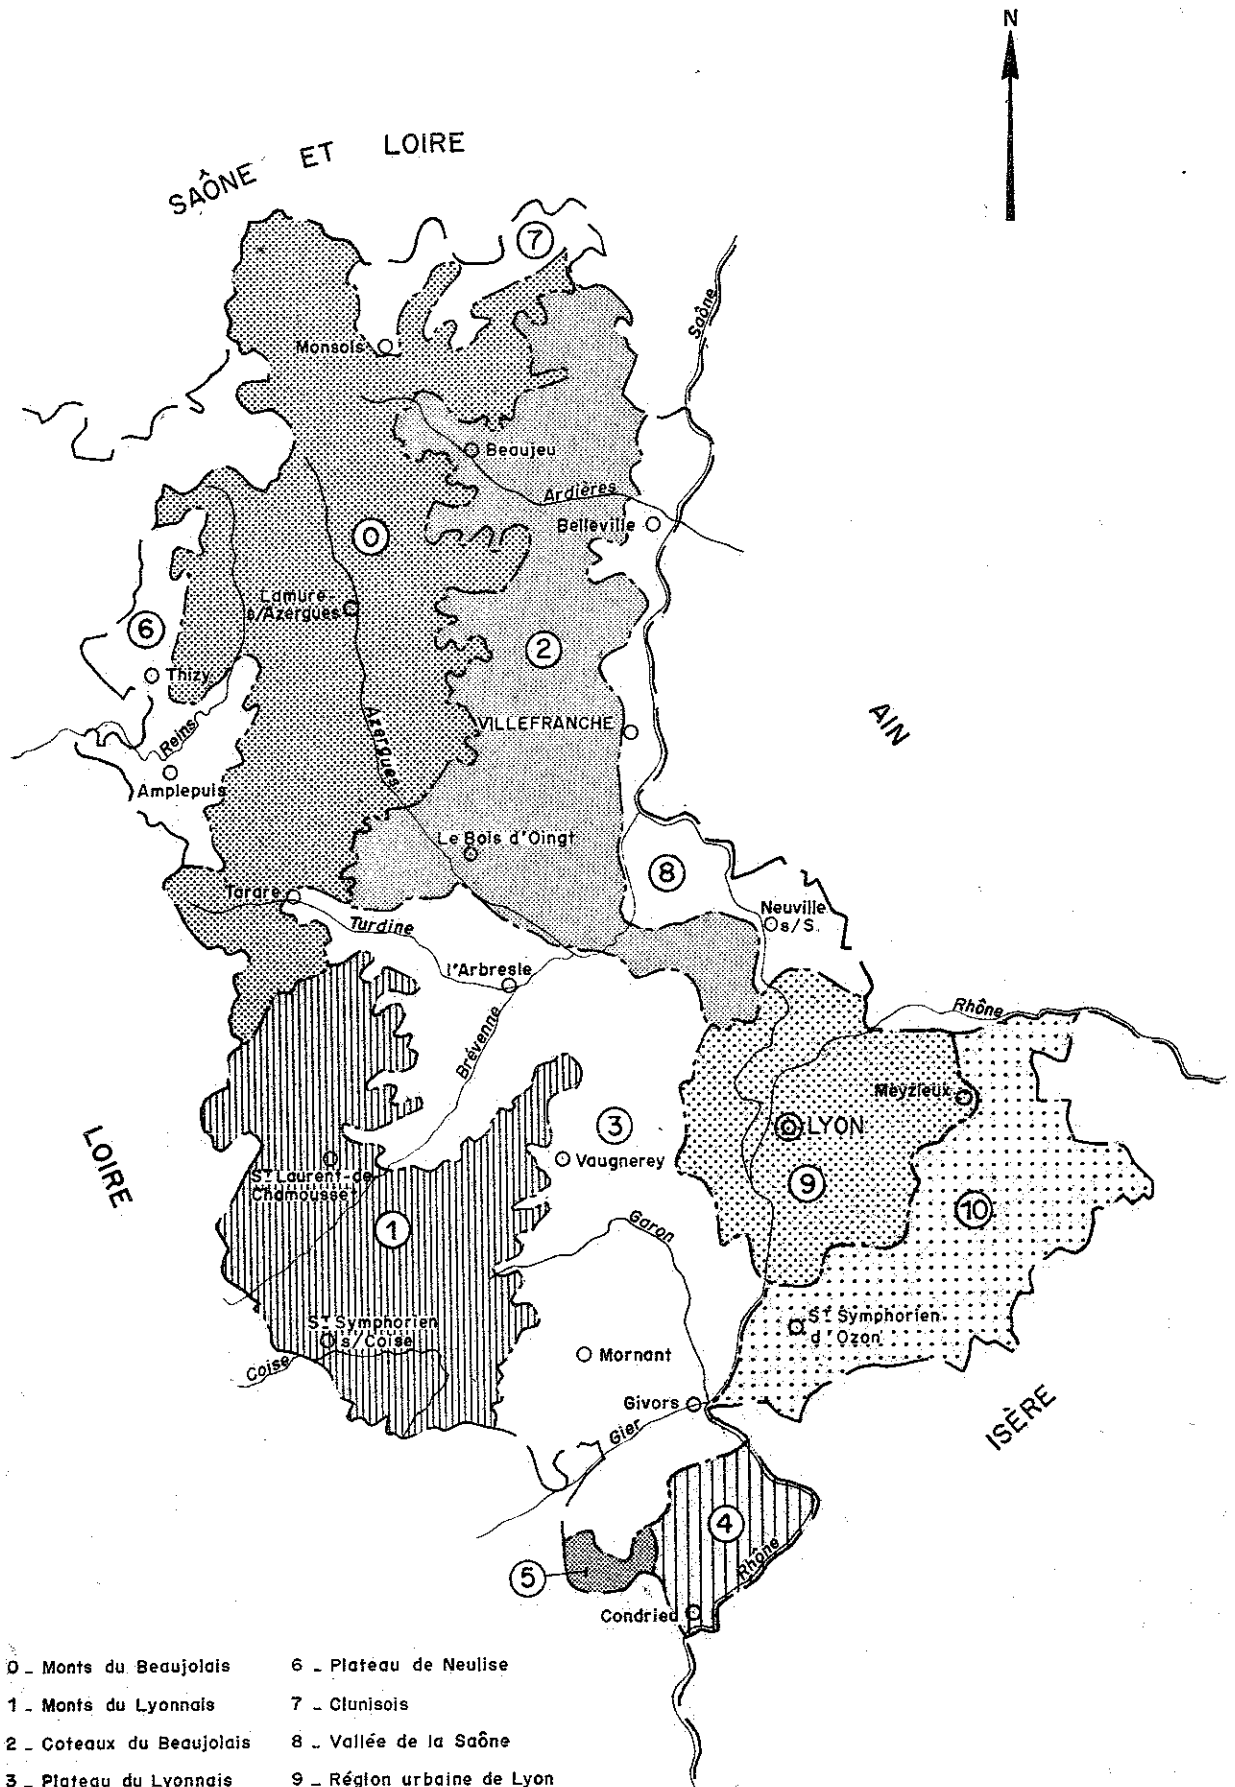 N
SAÔNE ET LOIRE
7
Saône
Monsols
Beaujeu
Ardières
Belleville
0
Lamure
s/Azergues
6
2
Thizy
AIN
Reins
Azergues
VILLEFRANCHE
Amplepuis
Le Bois d'Oingt
8
Tarare
Turdine
Neuville
s/S.
l'Arbresle
Rhône
Brévenne
Meyzieux
LOIRE
3
LYON
Vaugnerey
St Laurent-de
Chamousset
9
10
1
Garon
St Symphorien
s/Coise
St Symphorien
d'Ozon
Coise
Mornant
Givors
ISÈRE
Gier
4
Rhône
5
Condried
0 _ Monts du Beaujolais
1 _ Monts du Lyonnais
2 _ Coteaux du Beaujolais
3 _ Plateau du Lyonnais
6 _ Plateau de Neulise
7 _ Clunisois
8 _ Vallée de la Saône
9 _ Région urbaine de Lyon